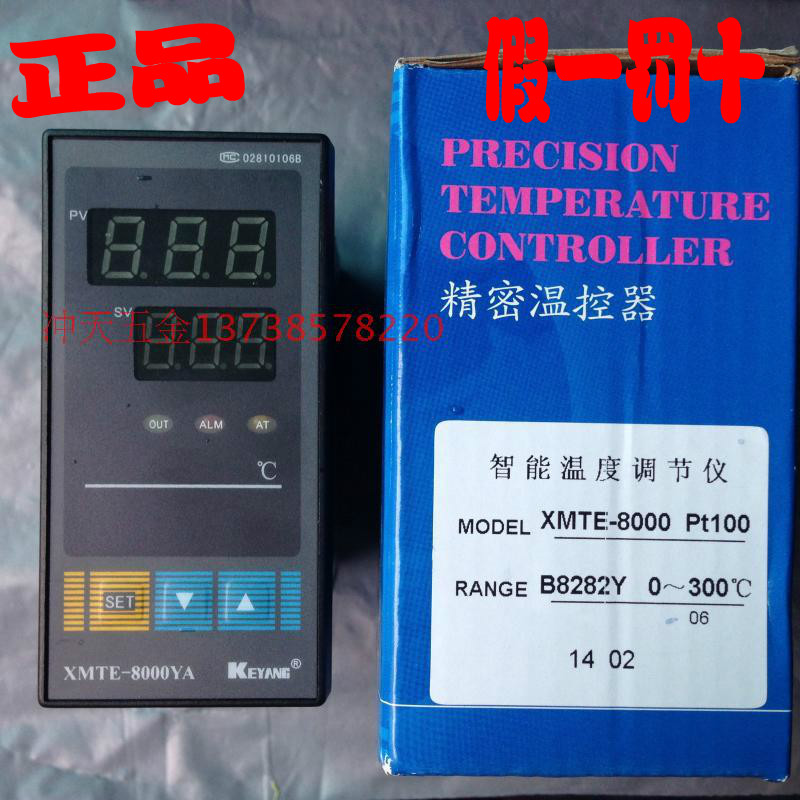 正品
假一罚十
MC 02810106B
PV
SV
冲天五金13738578220
OUT ALM AT
℃
SET
XMTE-8000YA KEYANG®
PRECISION
TEMPERATURE
CONTROLLER
精密温控器
智能温度调节仪
MODEL XMTE-8000 Pt100
RANGE B8282Y 0～300℃
06
14 02